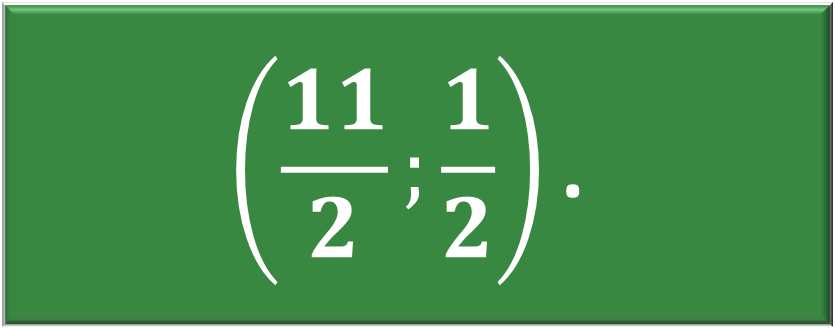 (11/2 ; 1/2).